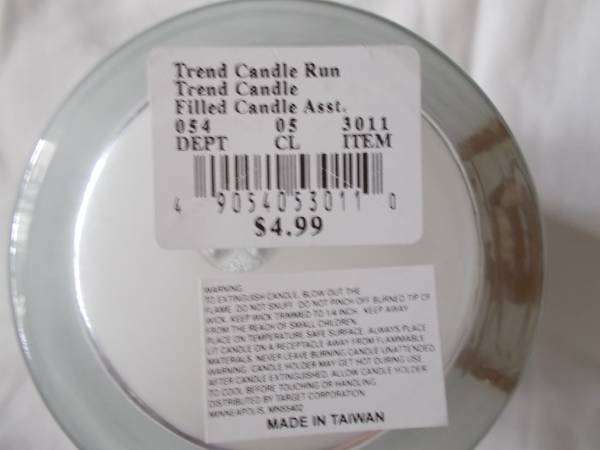 Trend Candle Run
Trend Candle
Filled Candle Asst.
054 05 3011
DEPT CL ITEM
4 9054053011 0
$4.99
WARNING
TO EXTINGUISH CANDLE, BLOW OUT THE
FLAME. DO NOT SNUFF. DO NOT PINCH OFF BURNED TIP OF
WICK. KEEP WICK TRIMMED TO 1/4 INCH. KEEP AWAY
FROM THE REACH OF SMALL CHILDREN.
PLACE ON TEMPERATURE SAFE SURFACE. ALWAYS PLACE
LIT CANDLE ON A RECEPTACLE AWAY FROM FLAMMABLE
MATERIALS. NEVER LEAVE BURNING CANDLE UNATTENDED.
WARNING: CANDLE HOLDER MAY GET HOT DURING USE.
AFTER CANDLE EXTINGUISHED, ALLOW CANDLE HOLDER
TO COOL BEFORE TOUCHING OR HANDLING.
DISTRIBUTED BY TARGET CORPORATION
MINNEAPOLIS, MN55402
MADE IN TAIWAN